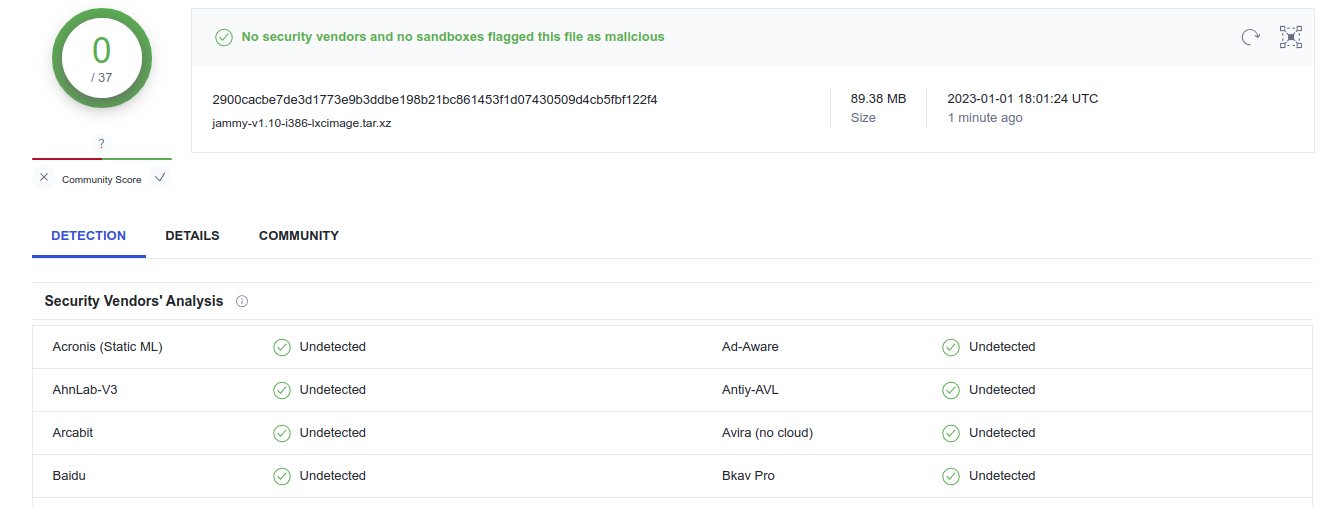 0
/ 37
?
Community Score
No security vendors and no sandboxes flagged this file as malicious
2900cacbe7de3d1773e9b3ddbe198b21bc861453f1d07430509d4cb5fbf122f4
jammy-v1.10-i386-lxcimage.tar.xz
89.38 MB
Size
2023-01-01 18:01:24 UTC
1 minute ago
DETECTION DETAILS COMMUNITY
Security Vendors' Analysis
Acronis (Static ML) Undetected Ad-Aware Undetected
AhnLab-V3 Undetected Antiy-AVL Undetected
Arcabit Undetected Avira (no cloud) Undetected
Baidu Undetected Bkav Pro Undetected